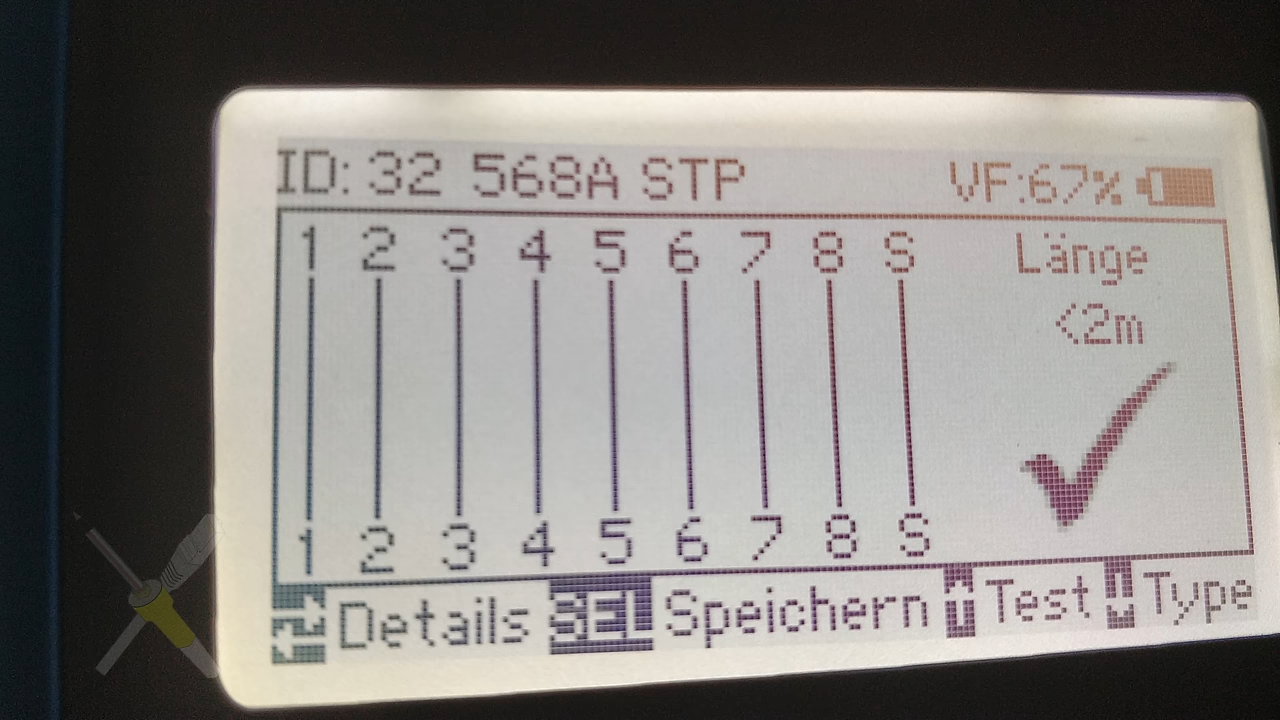 ID: 32 568A STP VF:67%
1 2 3 4 5 6 7 8 S Länge
<2m
1 2 3 4 5 6 7 8 S
Details SEL Speichern Test Type